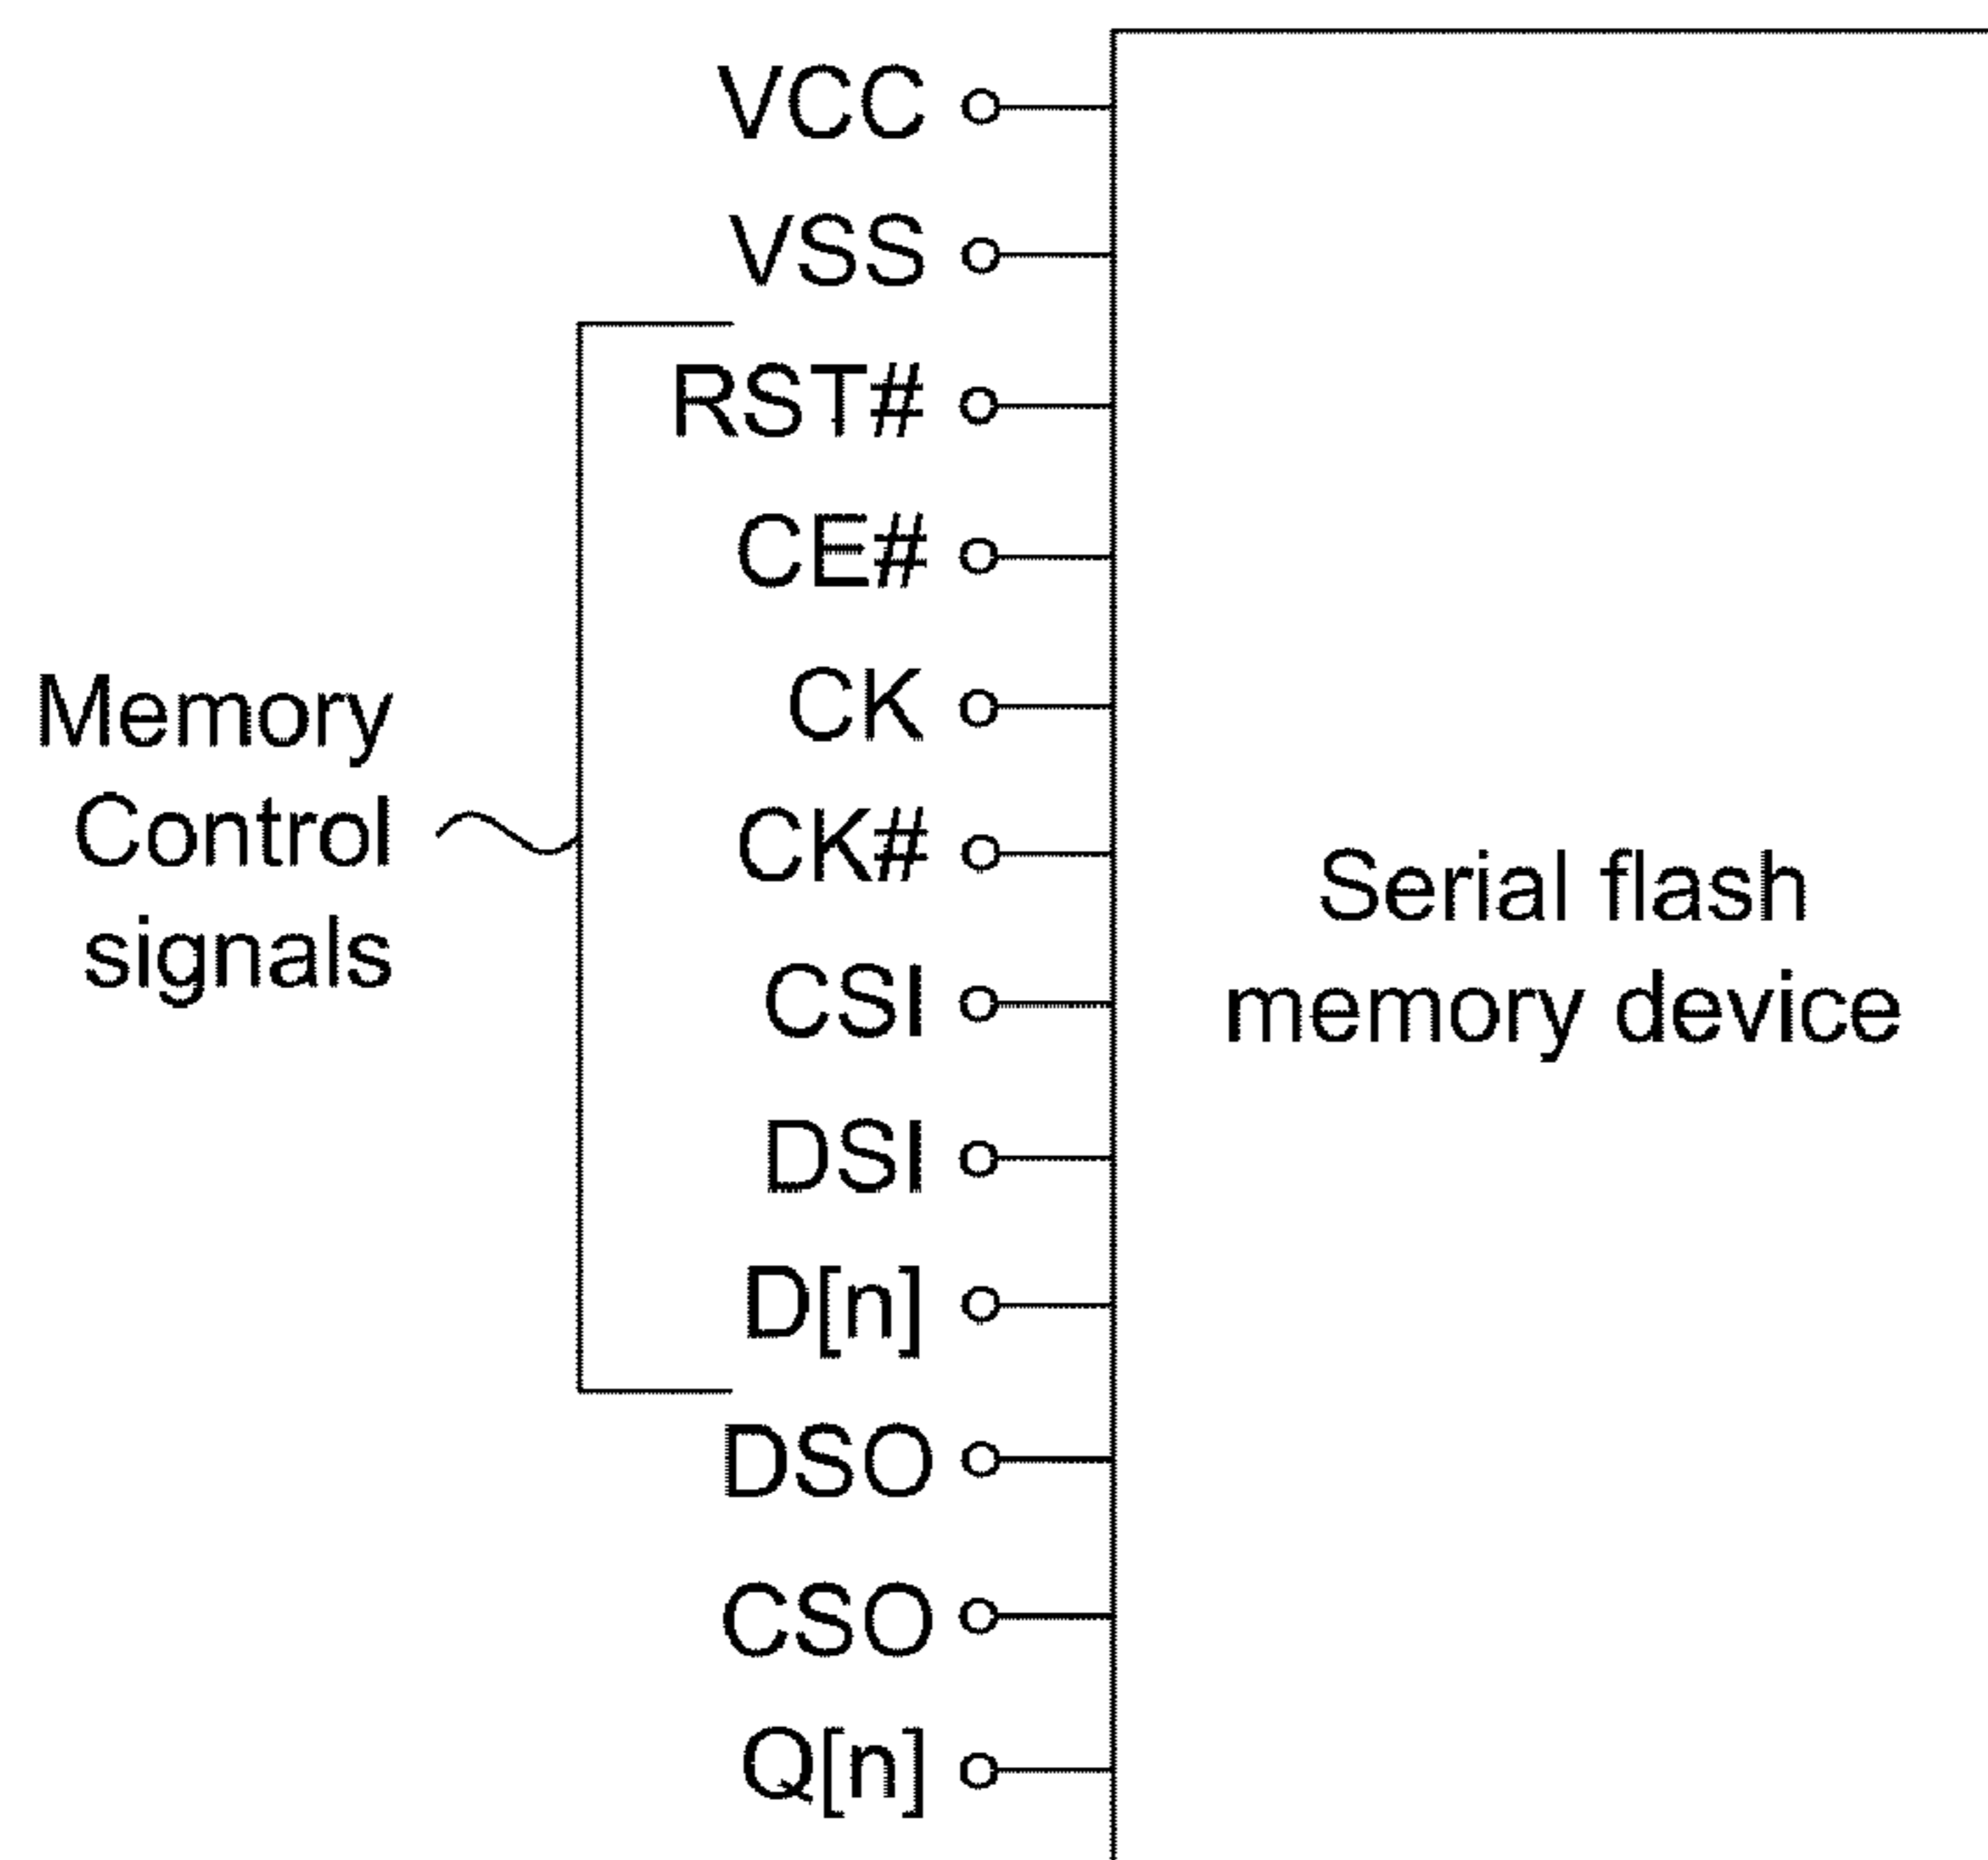 VCC
VSS
RST#
CE#
CK
CK#
CSI
DSI
D[n]
DSO
CSO
Q[n]
Memory
Control
signals
Serial flash
memory device